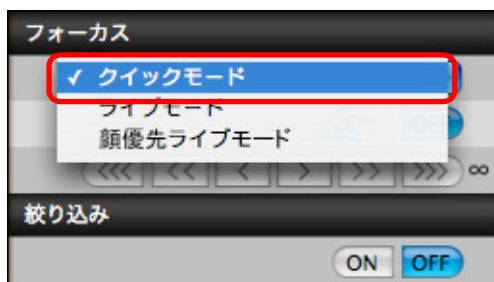 フォーカス
✓ クイックモード
ライブモード
顔優先ライブモード
<<< << < > >> >>> ∞
絞り込み
ON OFF